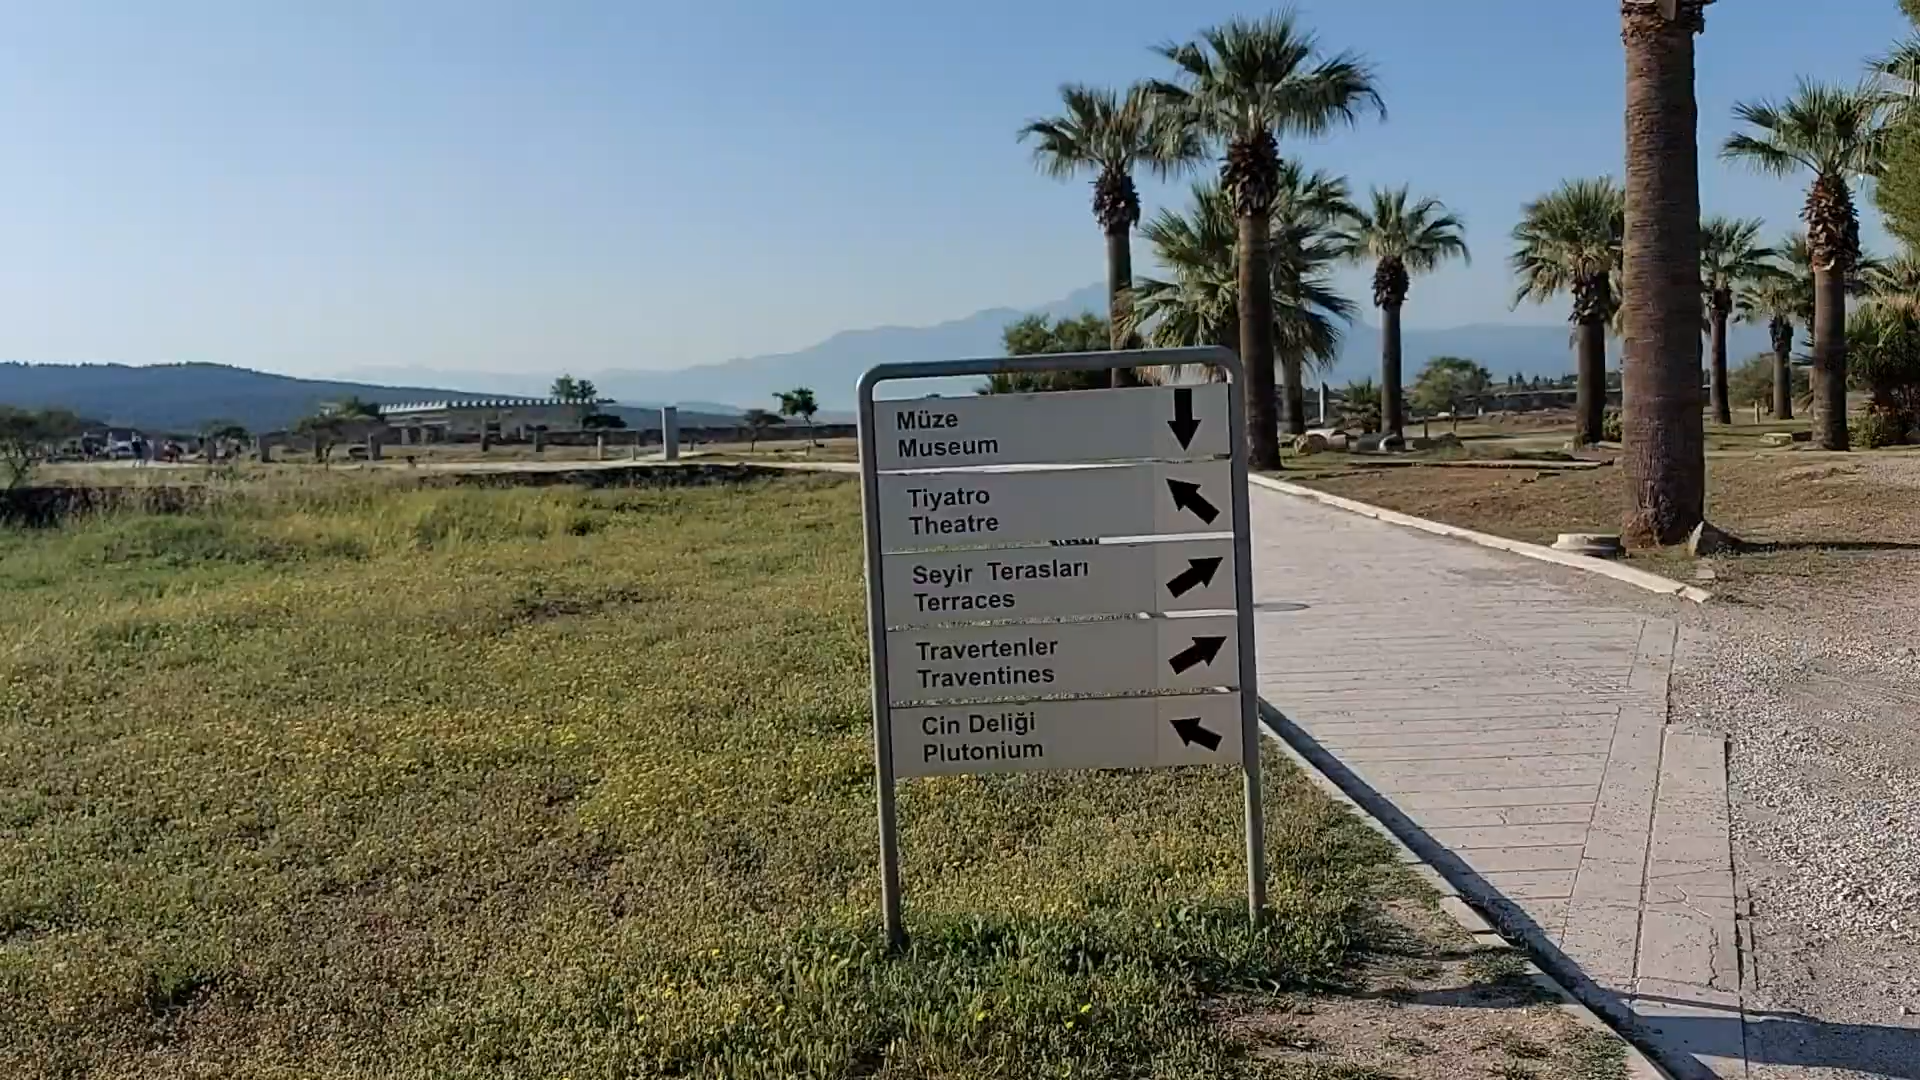 Müze
Museum
Tiyatro
Theatre
Seyir Terasları
Terraces
Travertenler
Traventines
Cin Deliği
Plutonium